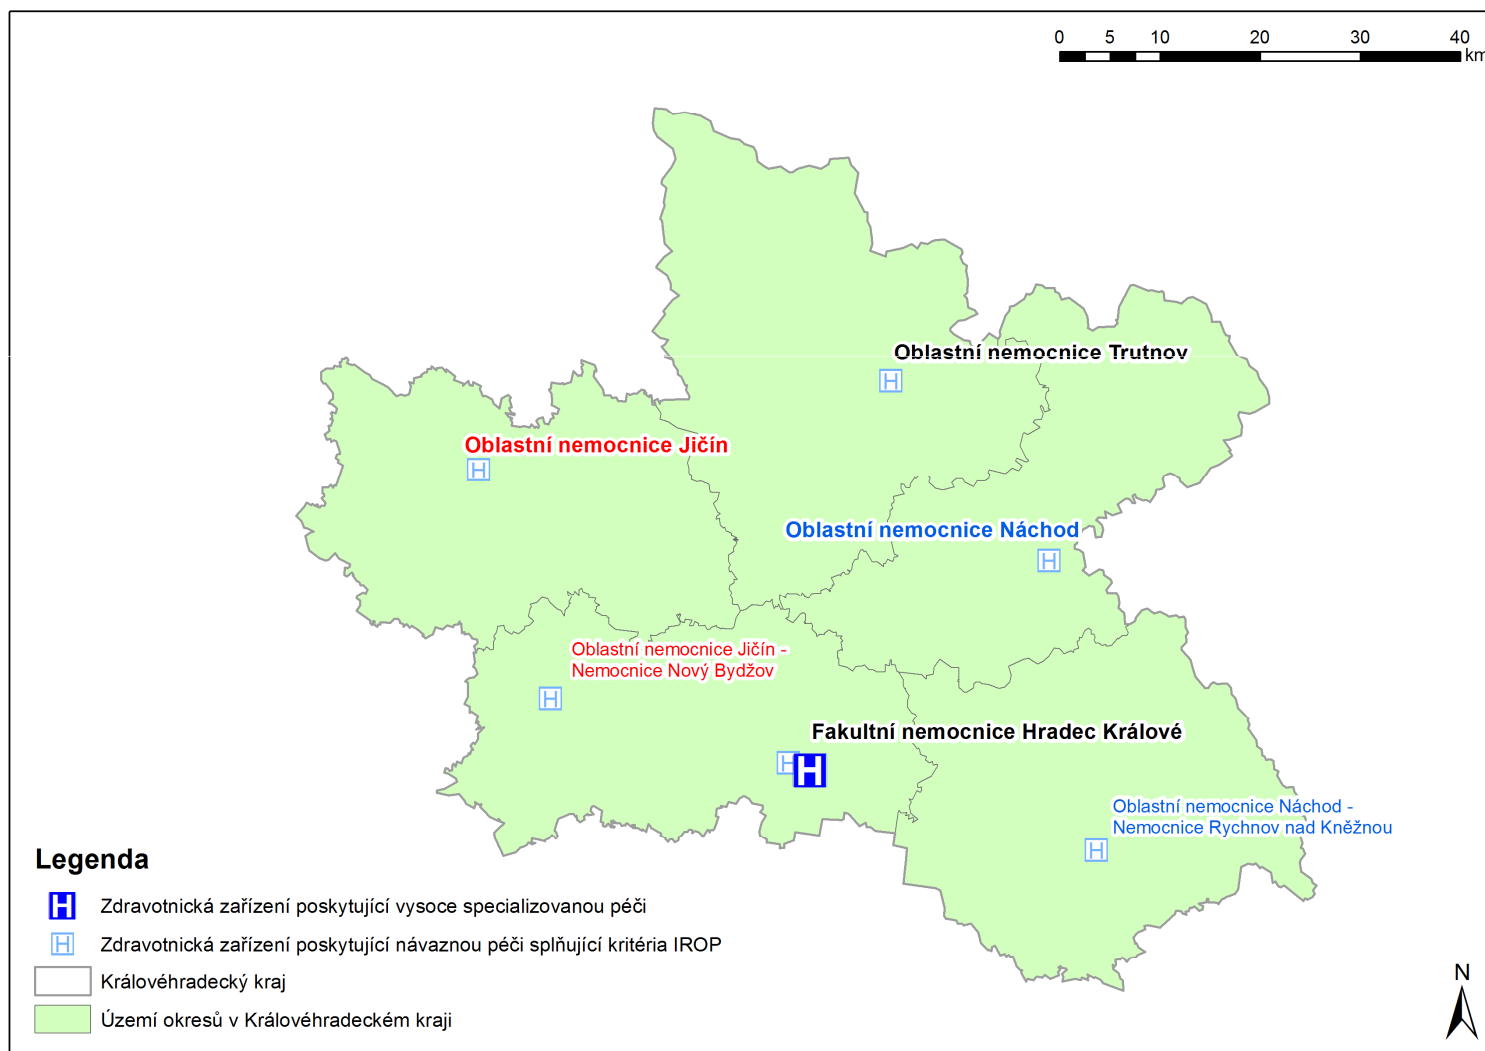 0 5 10 20 30 40
km
Oblastní nemocnice Trutnov
H
Oblastní nemocnice Jičín
H
Oblastní nemocnice Náchod
H
Oblastní nemocnice Jičín -
Nemocnice Nový Bydžov
H
Fakultní nemocnice Hradec Králové
H H
Oblastní nemocnice Náchod -
Nemocnice Rychnov nad Kněžnou
H
Legenda
H Zdravotnická zařízení poskytující vysoce specializovanou péči
H Zdravotnická zařízení poskytující návaznou péči splňující kritéria IROP
Královéhradecký kraj
Území okresů v Královéhradeckém kraji
N